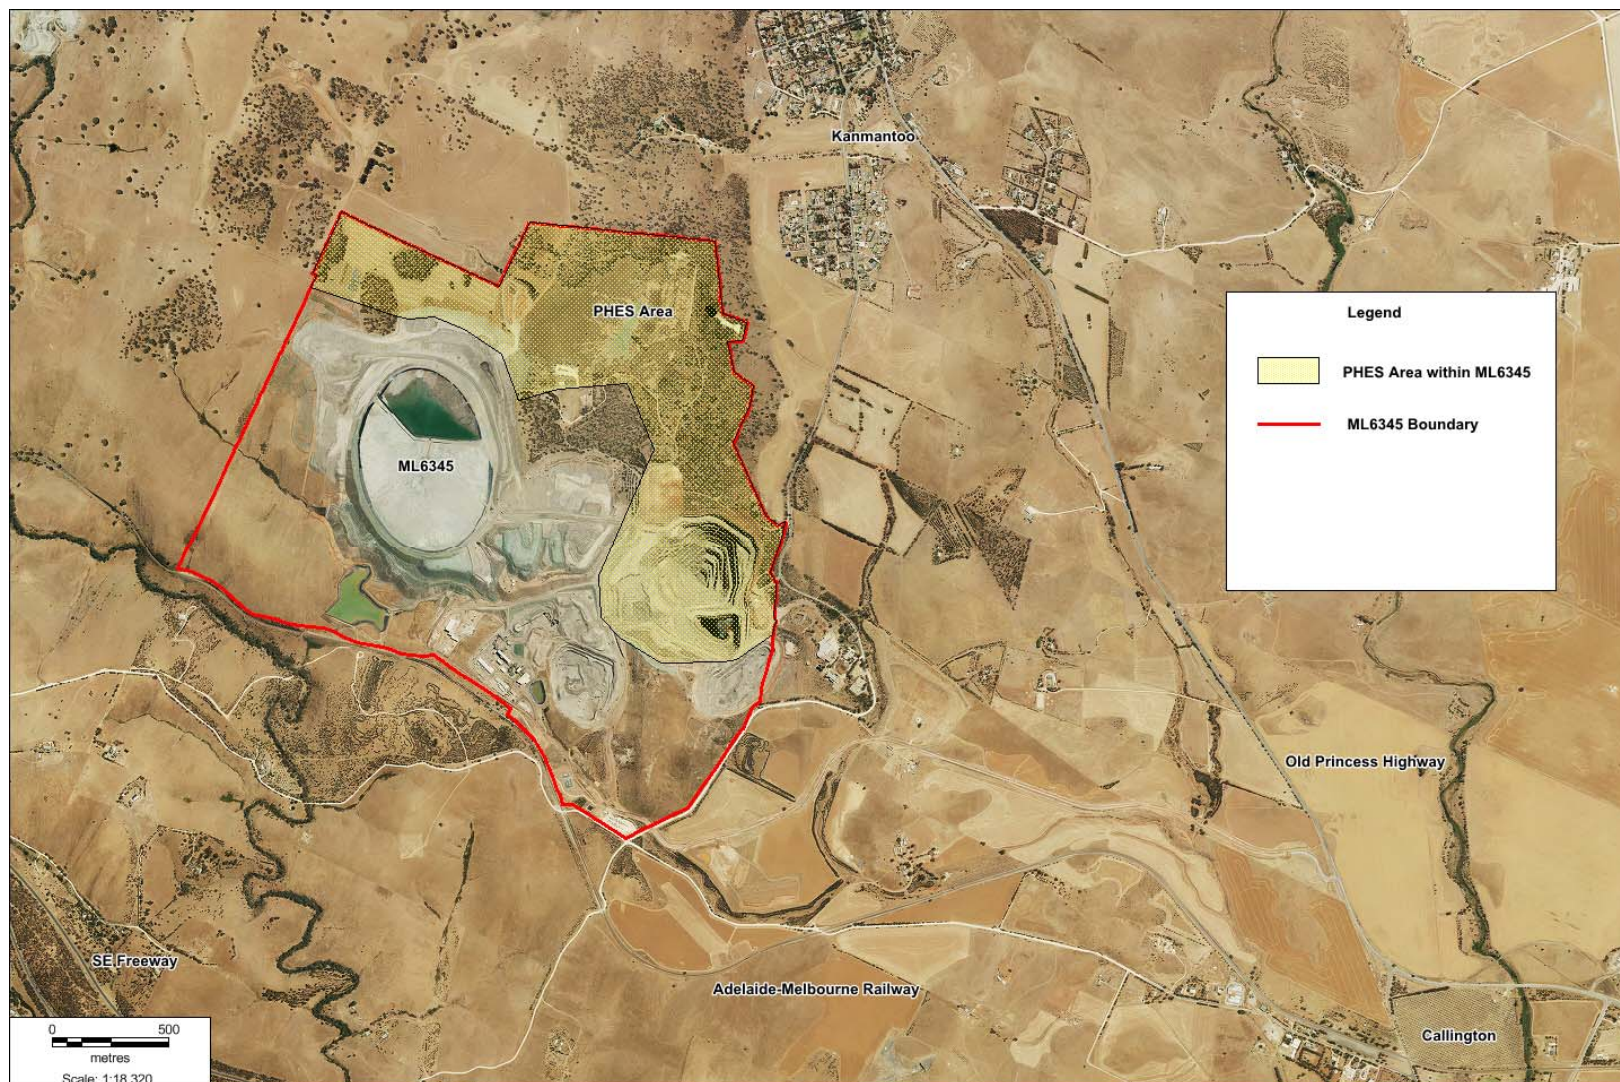 Kanmantoo
PHES Area
Legend
PHES Area within ML6345
ML6345 Boundary
ML6345
Old Princess Highway
SE Freeway
Adelaide-Melbourne Railway
Callington
0 500
metres
Scale: 1:18,320